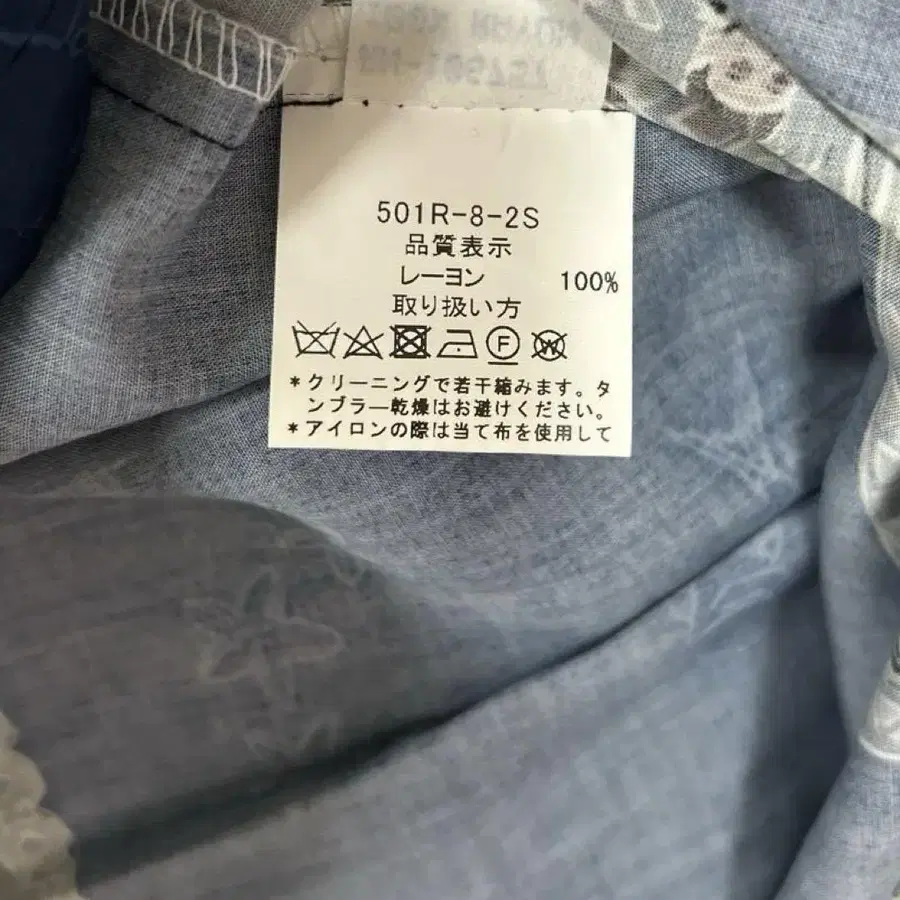 501R-8-2S
品質表示
レーヨン 100%
取り扱い方
F W
*クリーニングで若干縮みます。タ
ンブラー乾燥はお避けください。
*アイロンの際は当て布を使用して